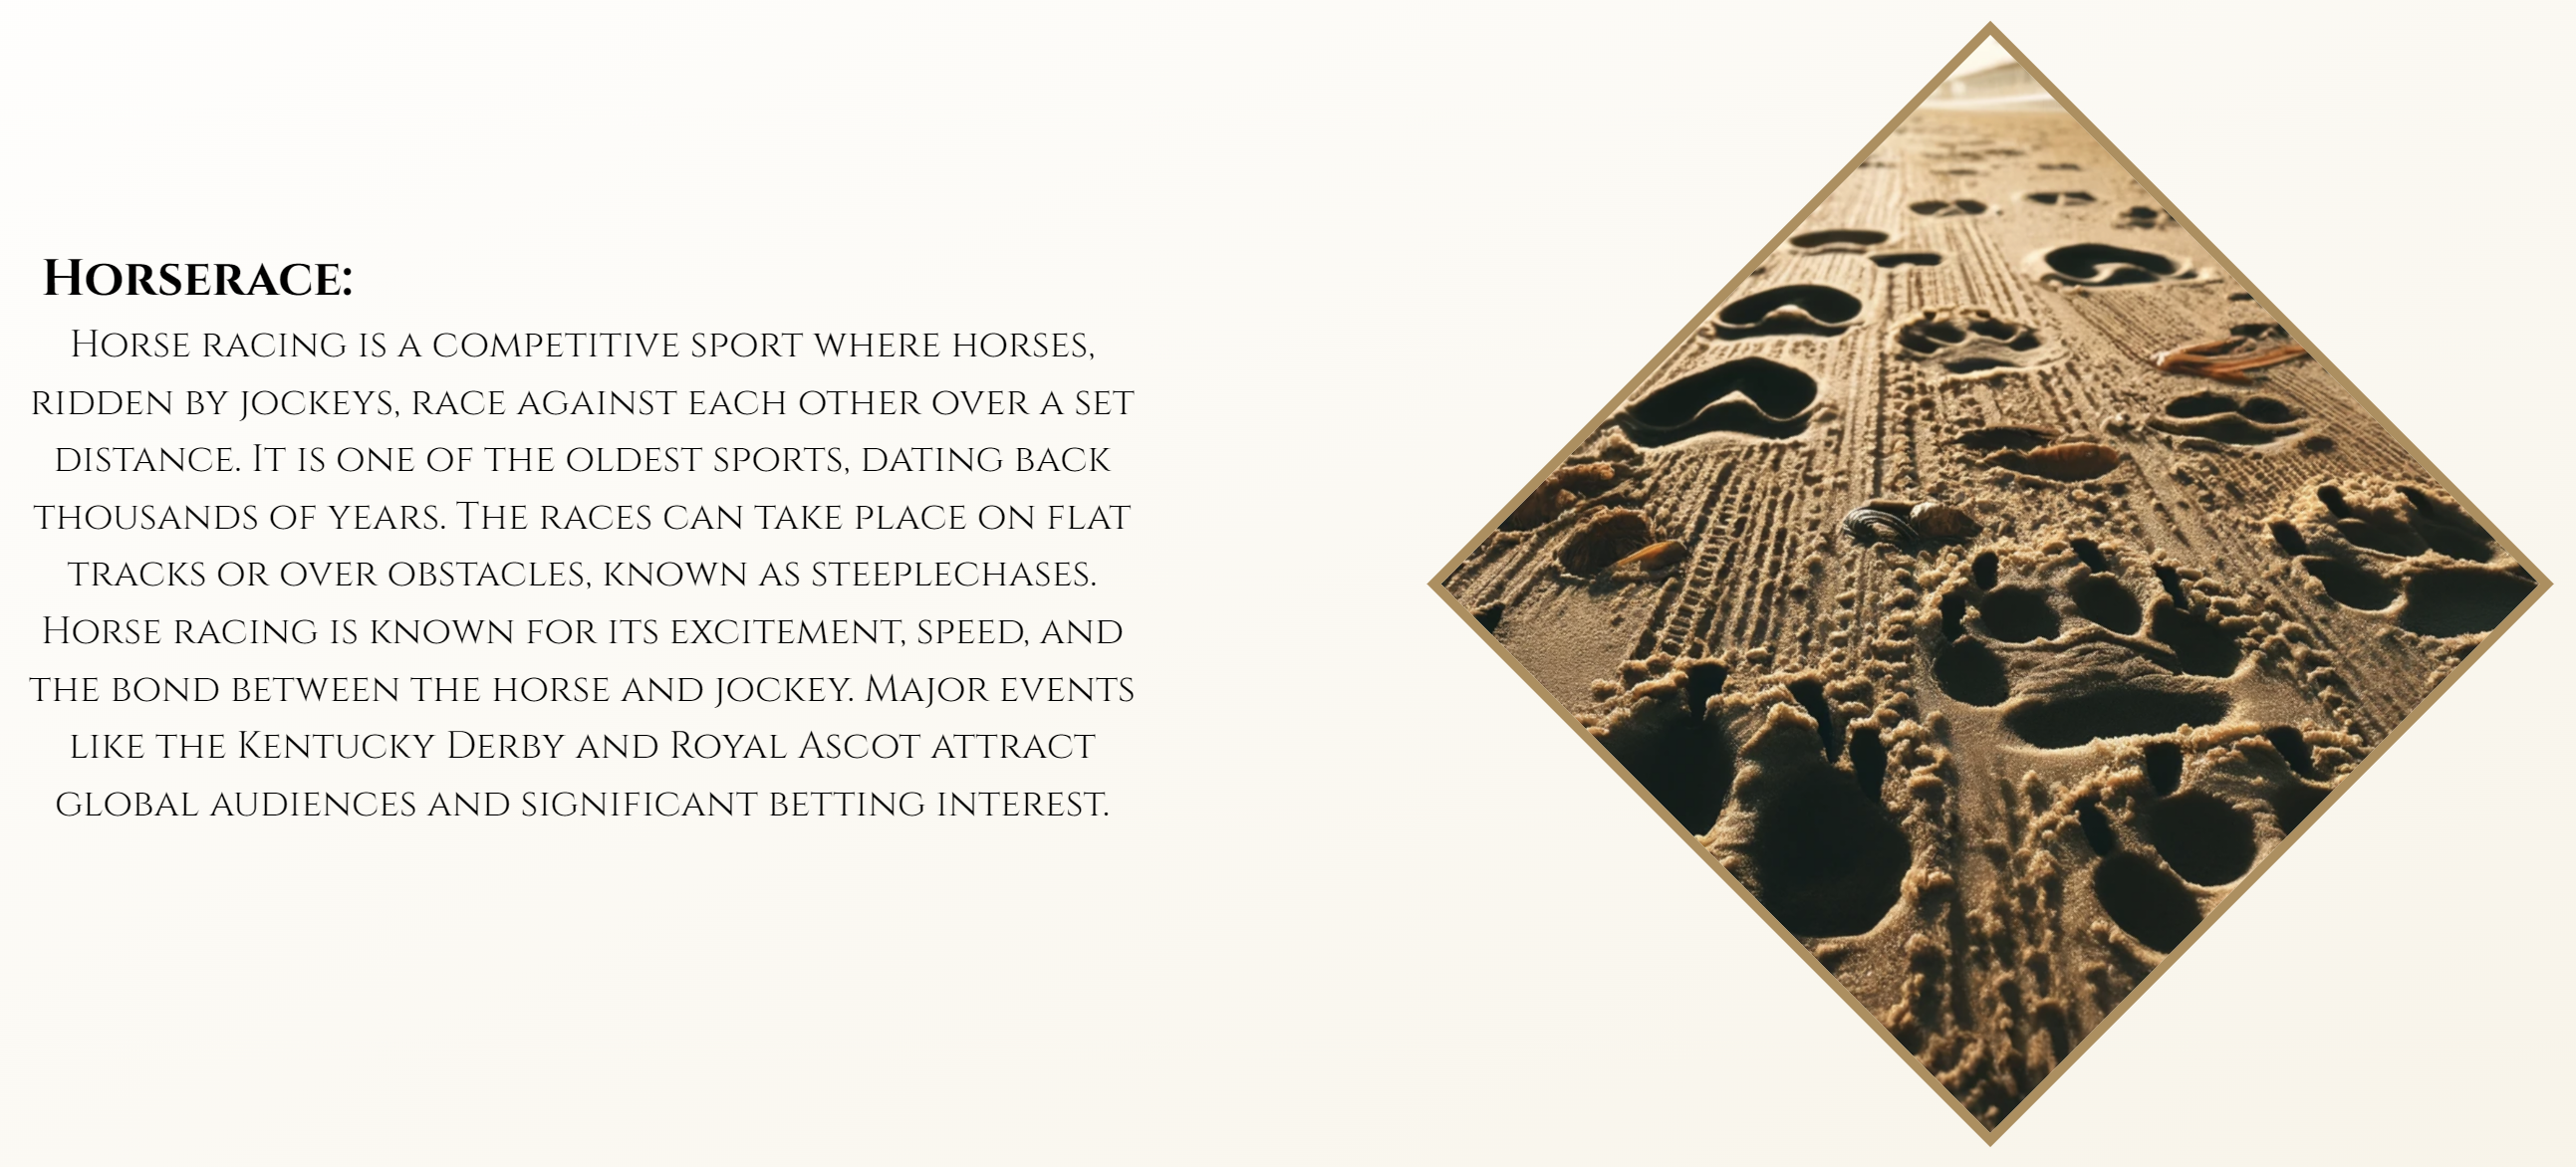 Horserace:
Horse racing is a competitive sport where horses,
ridden by jockeys, race against each other over a set
distance. It is one of the oldest sports, dating back
thousands of years. The races can take place on flat
tracks or over obstacles, known as steeplechases.
Horse racing is known for its excitement, speed, and
the bond between the horse and jockey. Major events
like the Kentucky Derby and Royal Ascot attract
global audiences and significant betting interest.